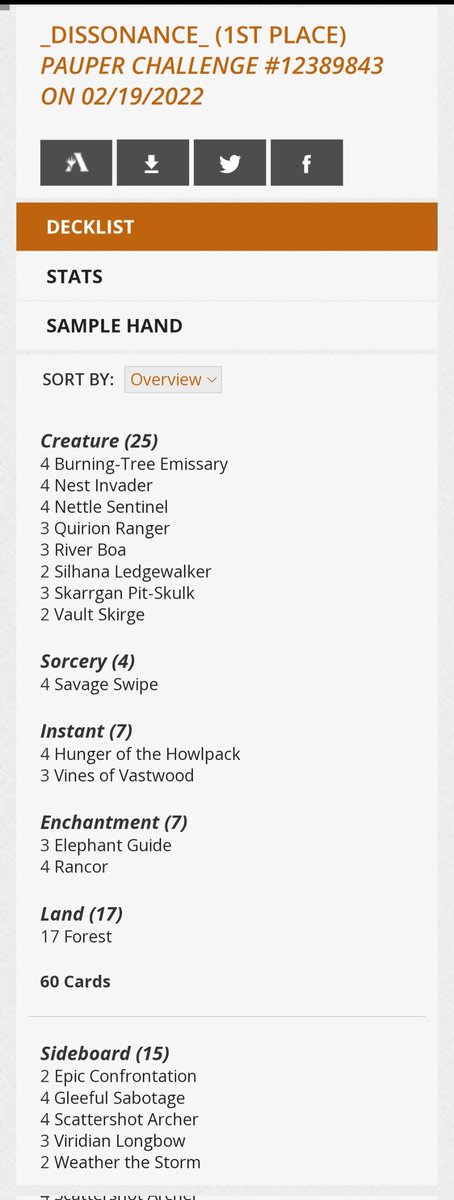 _DISSONANCE_ (1ST PLACE)
PAUPER CHALLENGE #12389843
ON 02/19/2022
DECKLIST
STATS
SAMPLE HAND
SORT BY: Overview
Creature (25)
4 Burning-Tree Emissary
4 Nest Invader
4 Nettle Sentinel
3 Quirion Ranger
3 River Boa
2 Silhana Ledgewalker
3 Skarrgan Pit-Skulk
2 Vault Skirge
Sorcery (4)
4 Savage Swipe
Instant (7)
4 Hunger of the Howlpack
3 Vines of Vastwood
Enchantment (7)
3 Elephant Guide
4 Rancor
Land (17)
17 Forest
60 Cards
Sideboard (15)
2 Epic Confrontation
4 Gleeful Sabotage
4 Scattershot Archer
3 Viridian Longbow
2 Weather the Storm
4 Scattershot Archer